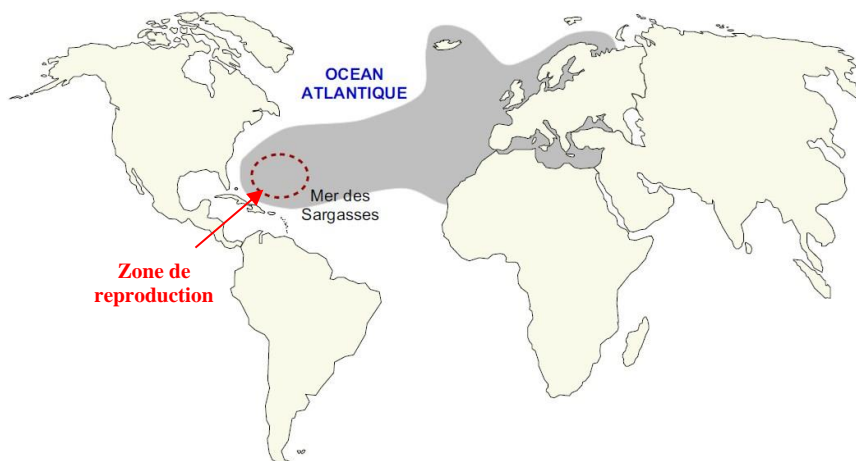 OCEAN
ATLANTIQUE
Mer des
Sargasses
Zone de
reproduction